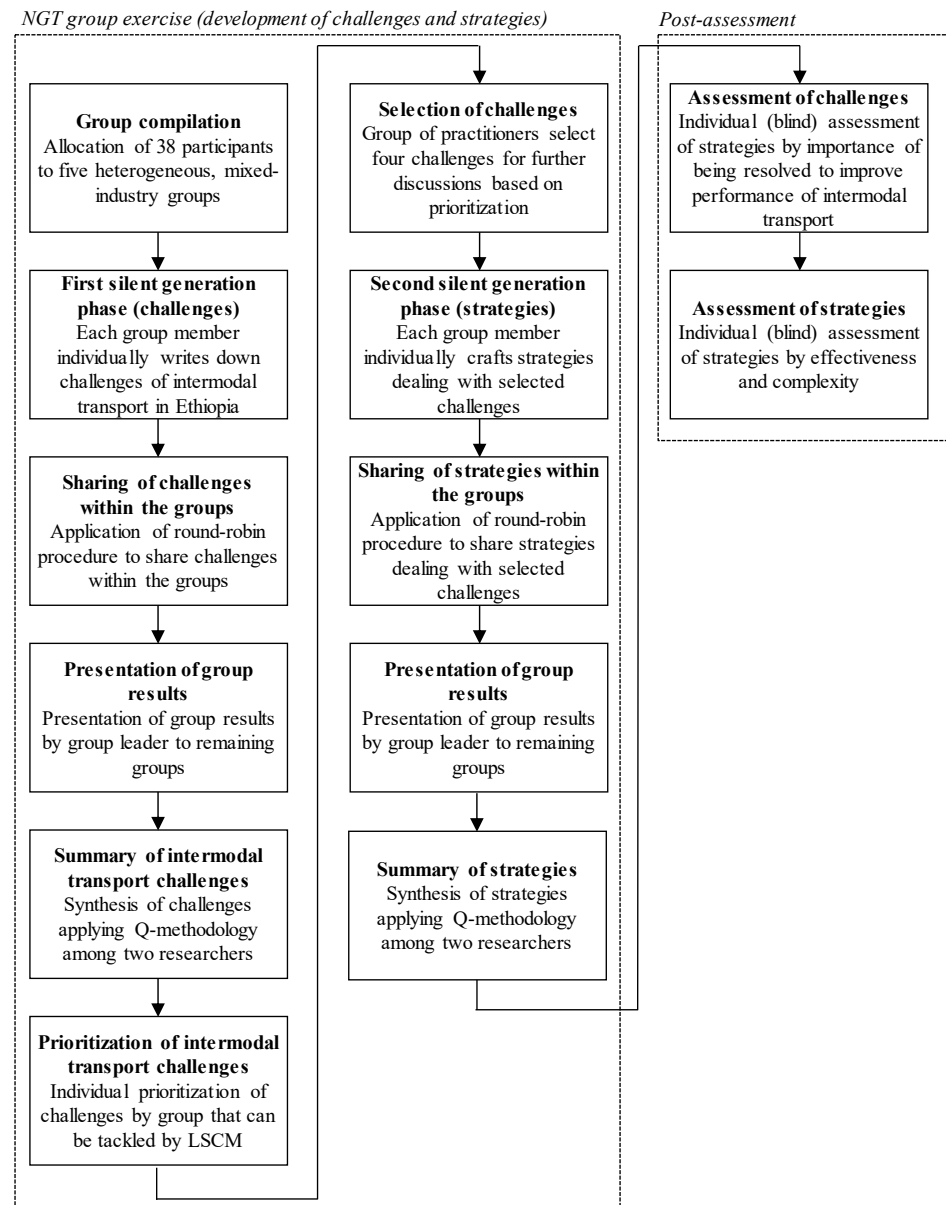 NGT group exercise (development of challenges and strategies)
Group compilation
Allocation of 38 participants
to five heterogeneous, mixed-
industry groups
First silent generation
phase (challenges)
Each group member
individually writes down
challenges of intermodal
transport in Ethiopia
Sharing of challenges
within the groups
Application of round-robin
procedure to share challenges
within the groups
Presentation of group
results
Presentation of group results
by group leader to remaining
groups
Summary of intermodal
transport challenges
Synthesis of challenges
applying Q-methodology
among two researchers
Prioritization of intermodal
transport challenges
Individual prioritization of
challenges by group that can
be tackled by LSCM
Selection of challenges
Group of practitioners select
four challenges for further
discussions based on
prioritization
Second silent generation
phase (strategies)
Each group member
individually crafts strategies
dealing with selected
challenges
Sharing of strategies within
the groups
Application of round-robin
procedure to share strategies
dealing with selected
challenges
Presentation of group
results
Presentation of group results
by group leader to remaining
groups
Summary of strategies
Synthesis of strategies
applying Q-methodology
among two researchers
Post-assessment
Assessment of challenges
Individual (blind) assessment
of strategies by importance of
being resolved to improve
performance of intermodal
transport
Assessment of strategies
Individual (blind) assessment
of strategies by effectiveness
and complexity